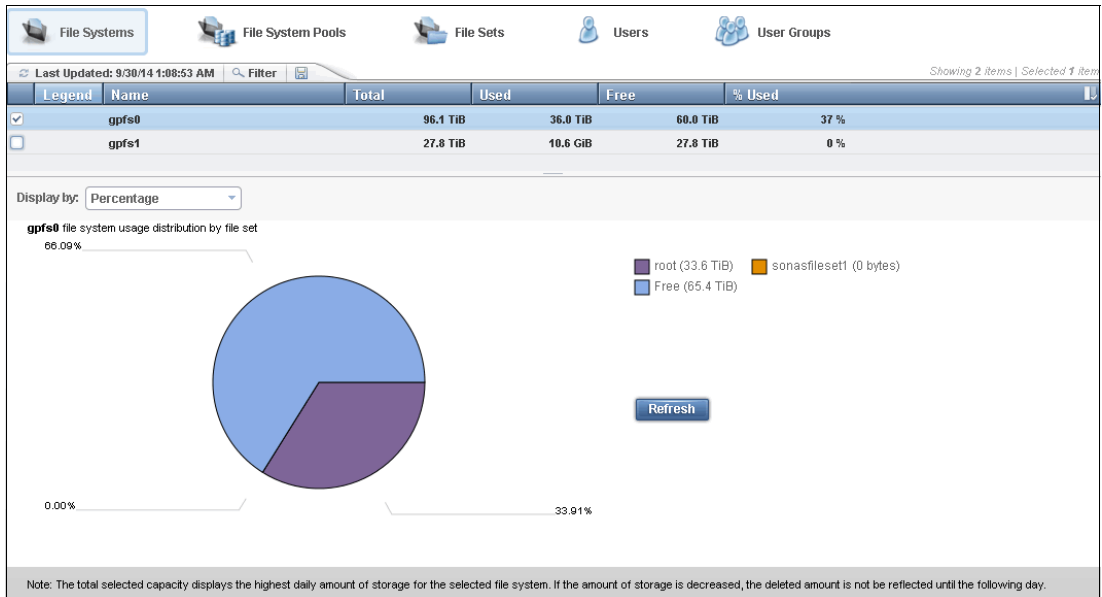 File Systems File System Pools File Sets Users User Groups
Last Updated: 9/30/14 1:08:53 AM Filter Showing 2 items | Selected 1 item
Legend Name Total Used Free % Used
gpfs0 96.1 TiB 36.0 TiB 60.0 TiB 37 %
gpfs1 27.8 TiB 10.6 GiB 27.8 TiB 0 %
Display by: Percentage
gpfs0 file system usage distribution by file set
66.09%
root (33.6 TiB) sonasfileset1 (0 bytes)
Free (65.4 TiB)
Refresh
0.00% 33.91%
Note: The total selected capacity displays the highest daily amount of storage for the selected file system. If the amount of storage is decreased, the deleted amount is not be reflected until the following day.